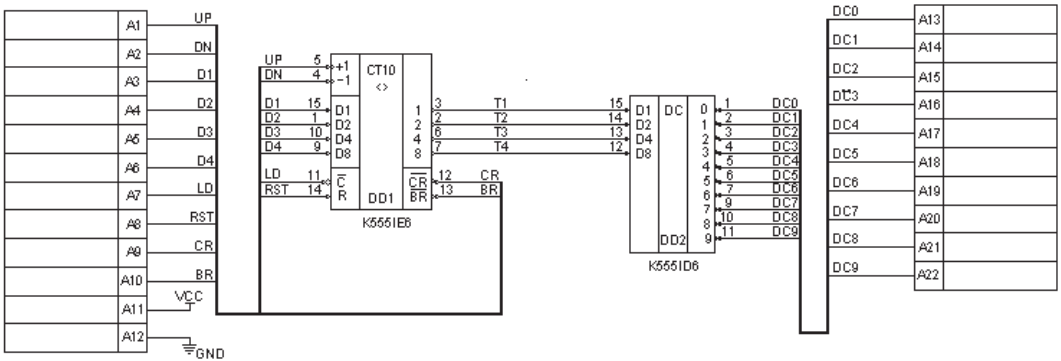 A1 UP
A2 DN
A3 D1
A4 D2
A5 D3
A6 D4
A7 LD
A8 RST
A9 CR
A10 BR
A11 VCC
A12 GND
UP 5 +1
DN 4 −1
D1 15 D1
D2 1 D2
D3 10 D4
D4 9 D8
LD 11 C
RST 14 R
CT10
<>
DD1
1 3 T1
2 2 T2
4 6 T3
8 7 T4
CR 12 CR
BR 13 BR
K555IE6
15 D1
14 D2
13 D4
12 D8
DC
DD2
0 1 DC0
1 2 DC1
2 3 DC2
3 4 DC3
4 5 DC4
5 6 DC5
6 7 DC6
7 9 DC7
8 10 DC8
9 11 DC9
K555ID6
DC0 A13
DC1 A14
DC2 A15
DC3 A16
DC4 A17
DC5 A18
DC6 A19
DC7 A20
DC8 A21
DC9 A22